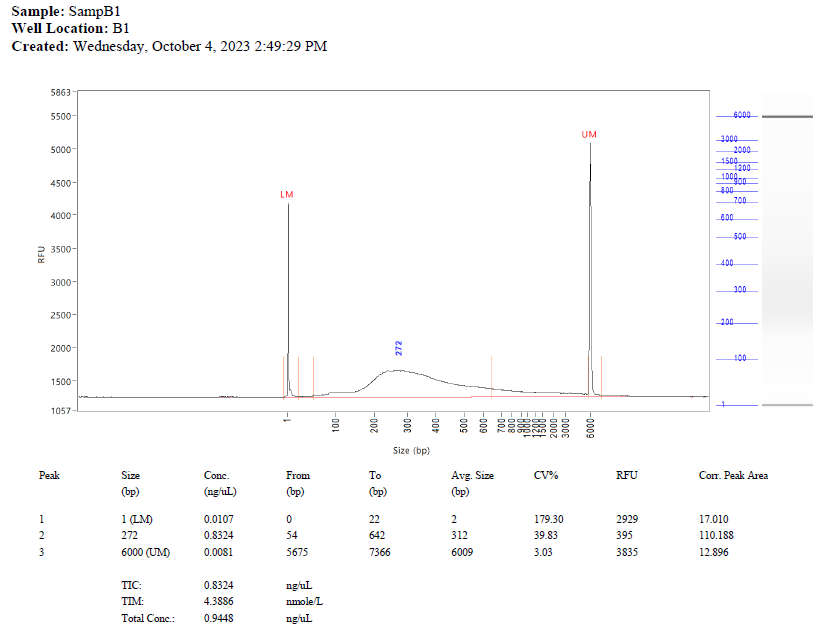 Sample: SampB1
Well Location: B1
Created: Wednesday, October 4, 2023 2:49:29 PM
5863
5500
5000
4500
4000
3500
3000
2500
2000
1500
1057
RFU
LM
UM
272
1
100
200
300
400
500
600
700
800
900
1000
1200
1500
2000
3000
6000
Size (bp)
6000
3000
2000
1500
1200
1000
900
800
700
600
500
400
300
200
100
1
Peak Size Conc. From To Avg. Size CV% RFU Corr. Peak Area
(bp) (ng/uL) (bp) (bp) (bp)
1 1 (LM) 0.0107 0 22 2 179.30 2929 17.010
2 272 0.8324 54 642 312 39.83 395 110.188
3 6000 (UM) 0.0081 5675 7366 6009 3.03 3835 12.896
TIC: 0.8324 ng/uL
TIM: 4.3886 nmole/L
Total Conc.: 0.9448 ng/uL